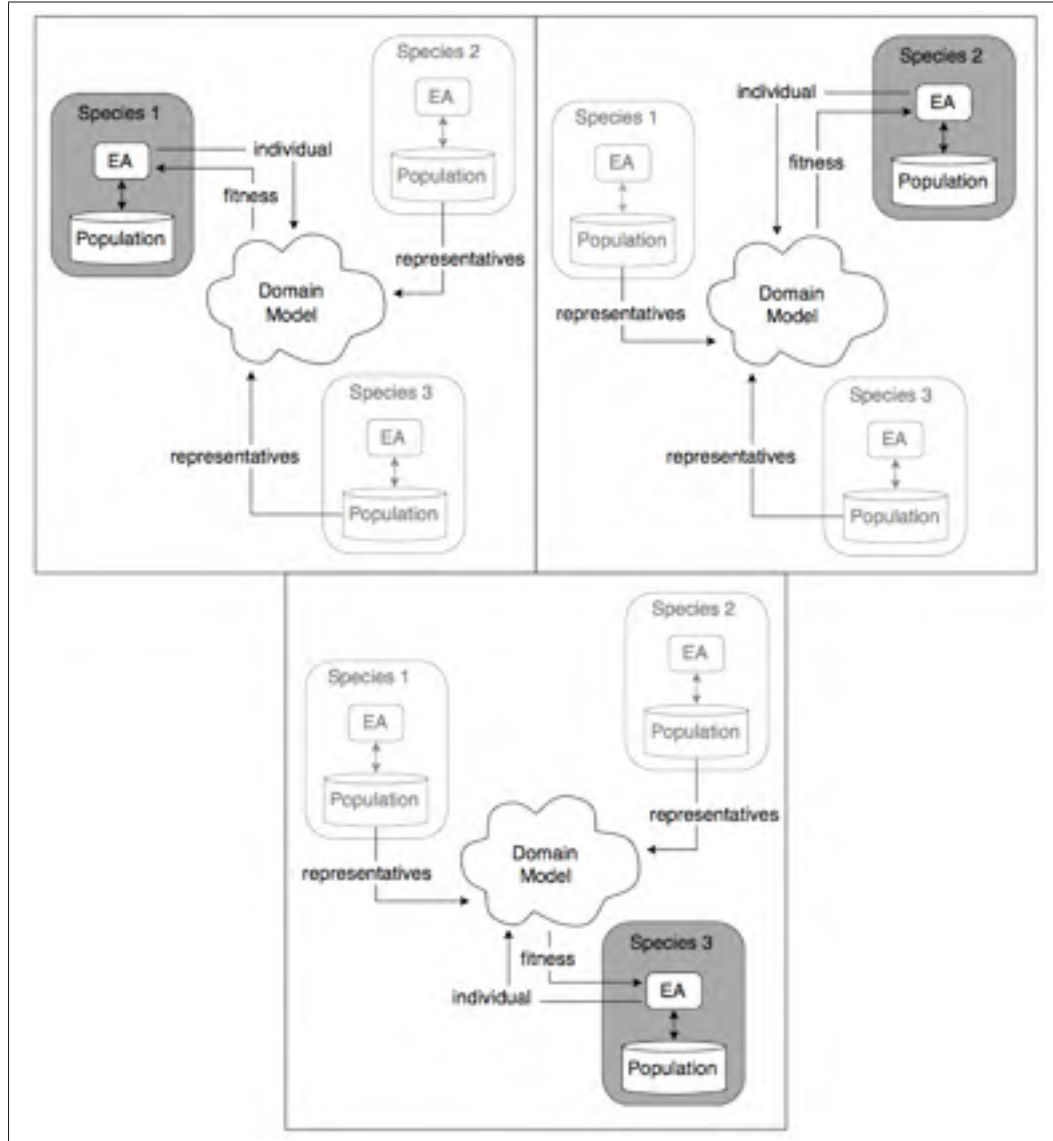 Species 1
EA
Population
individual
fitness
Species 2
EA
Population
representatives
Domain
Model
Species 3
EA
Population
representatives
Species 1
EA
Population
representatives
individual
fitness
Species 2
EA
Population
Domain
Model
Species 3
EA
Population
representatives
Species 1
EA
Population
representatives
Species 2
EA
Population
representatives
Domain
Model
fitness
individual
Species 3
EA
Population